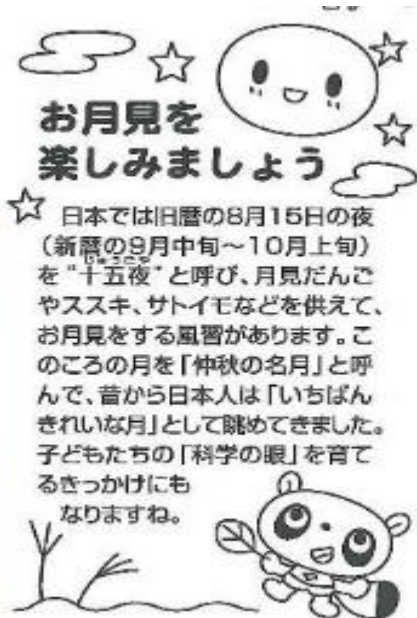 お月見を
楽しみましょう
日本では旧暦の8月15日の夜
(新暦の9月中旬〜10月上旬)
じゅうごや
を“十五夜”と呼び、月見だんご
やススキ、サトイモなどを供えて、
お月見をする風習があります。こ
のころの月を「仲秋の名月」と呼
んで、昔から日本人は「いちばん
きれいな月」として眺めてきました。
子どもたちの「科学の眼」を育て
るきっかけにも
なりますね。